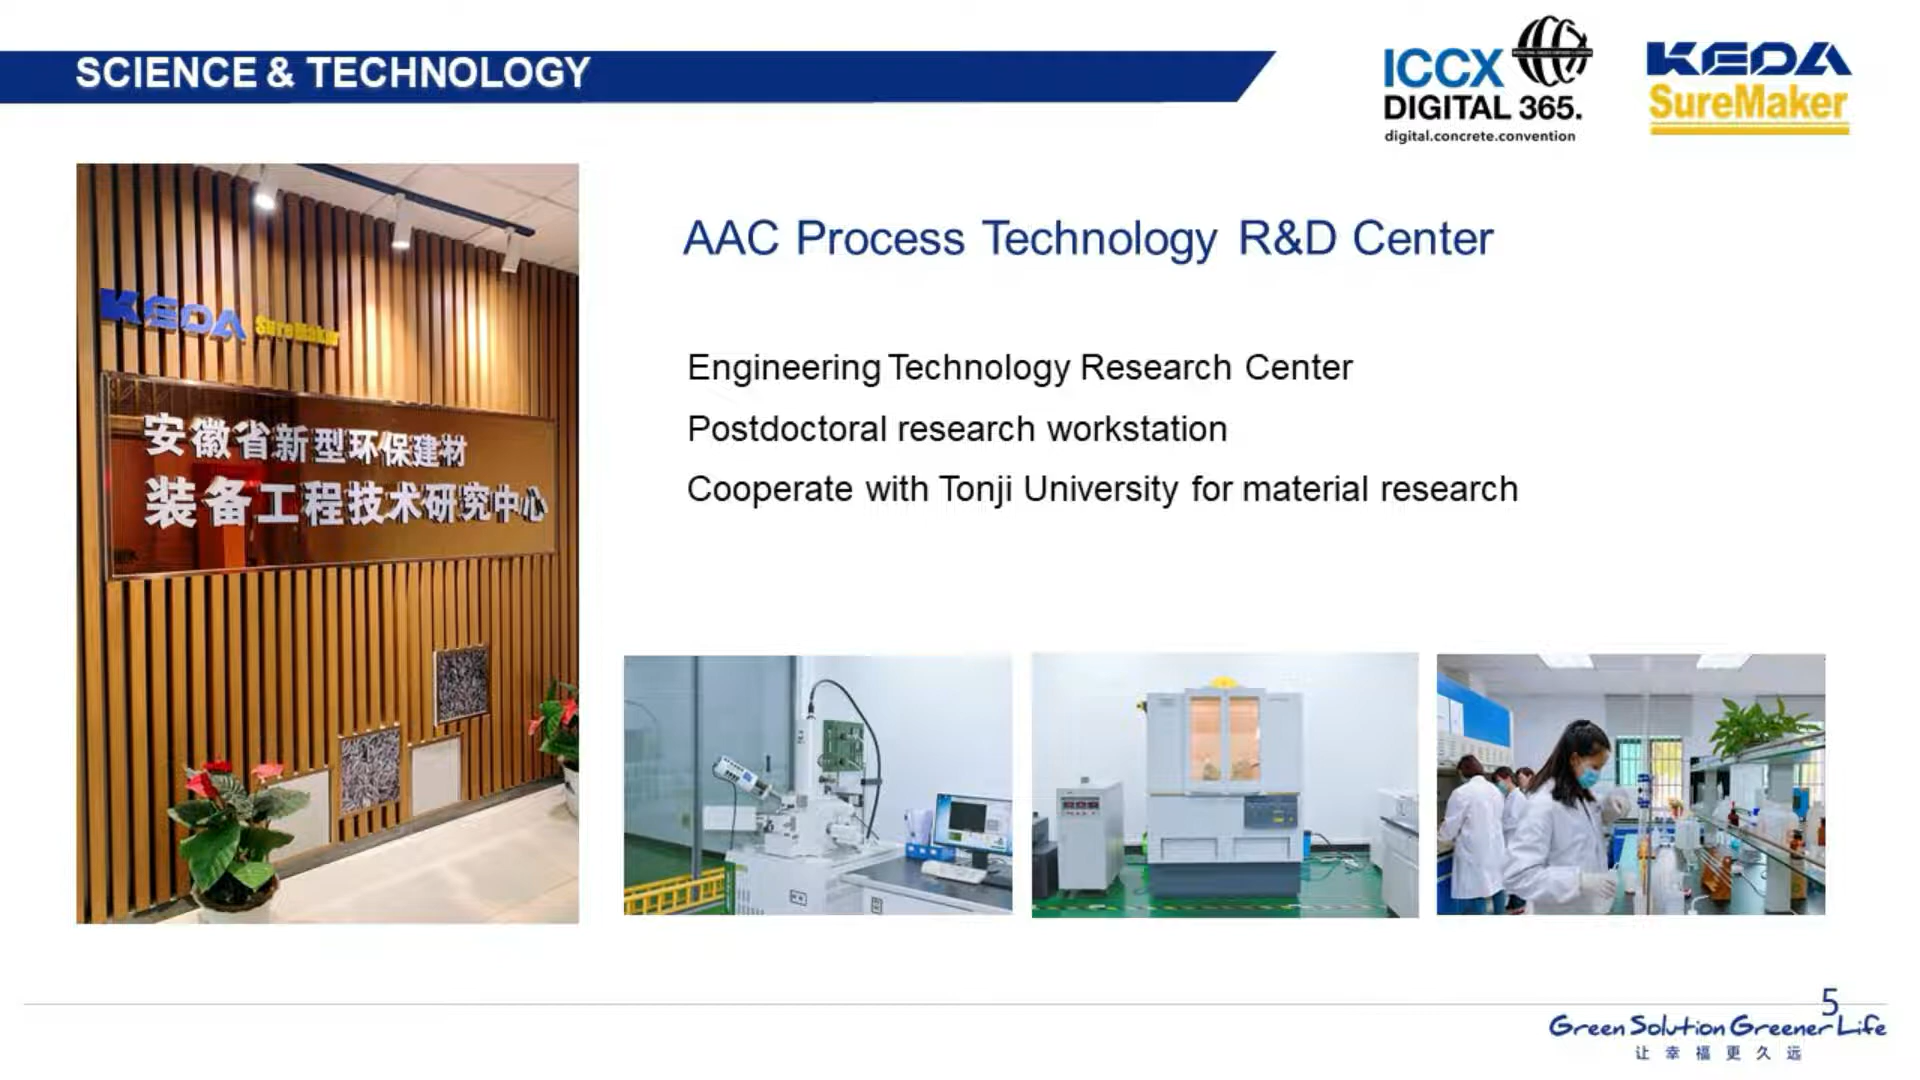 SCIENCE & TECHNOLOGY
ICCX
DIGITAL 365.
digital.concrete.convention
KEDA
SureMaker
AAC Process Technology R&D Center
Engineering Technology Research Center
Postdoctoral research workstation
Cooperate with Tonji University for material research
KEDA SureMaker
安徽省新型环保建材
装备工程技术研究中心
5
Green Solution Greener Life
让幸福更久远